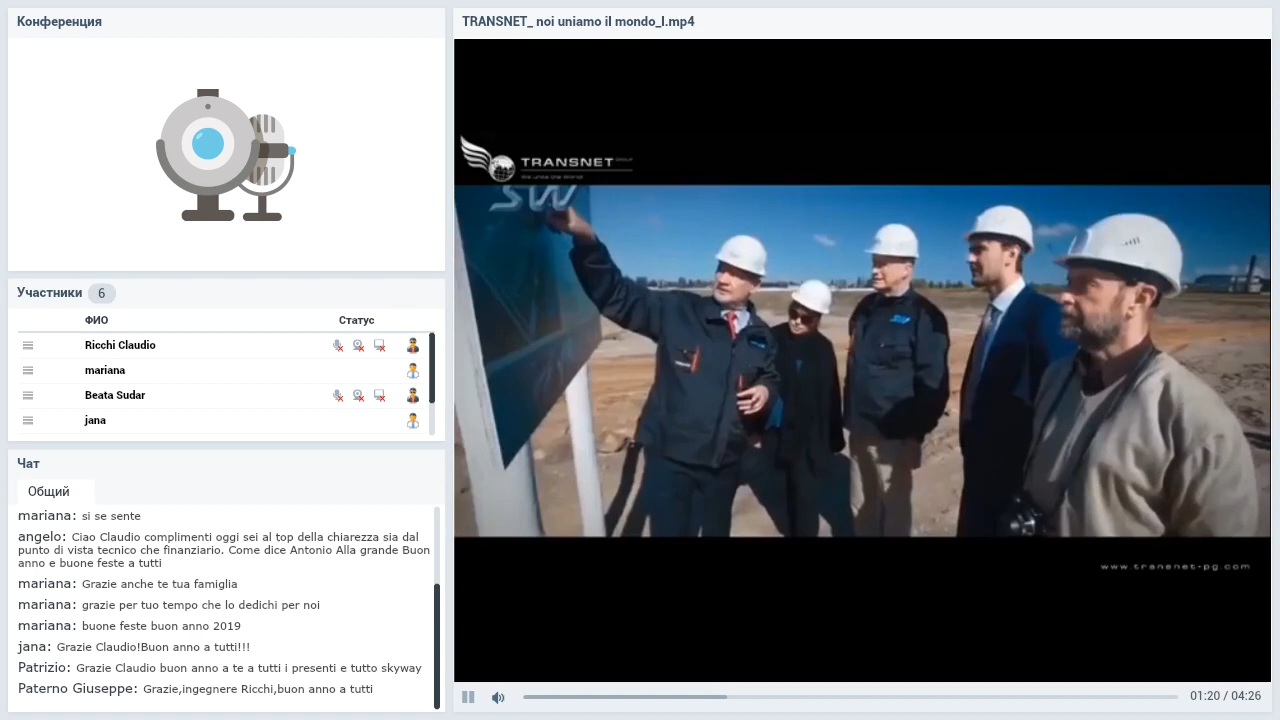 Конференция
TRANSNET_ noi uniamo il mondo_I.mp4
Участники 6
ФИО Статус
Ricchi Claudio
mariana
Beata Sudar
jana
Чат
Общий
mariana: si se sente
angelo: Ciao Claudio complimenti oggi sei al top della chiarezza sia dal
punto di vista tecnico che finanziario. Come dice Antonio Alla grande Buon
anno e buone feste a tutti
mariana: Grazie anche te tua famiglia
mariana: grazie per tuo tempo che lo dedichi per noi
mariana: buone feste buon anno 2019
jana: Grazie Claudio!Buon anno a tutti!!!
Patrizio: Grazie Claudio buon anno a te a tutti i presenti e tutto skyway
Paterno Giuseppe: Grazie,ingegnere Ricchi,buon anno a tutti
TRANSNET GROUP
We unite the World!
SW
www.transnet-pg.com
01:20 / 04:26